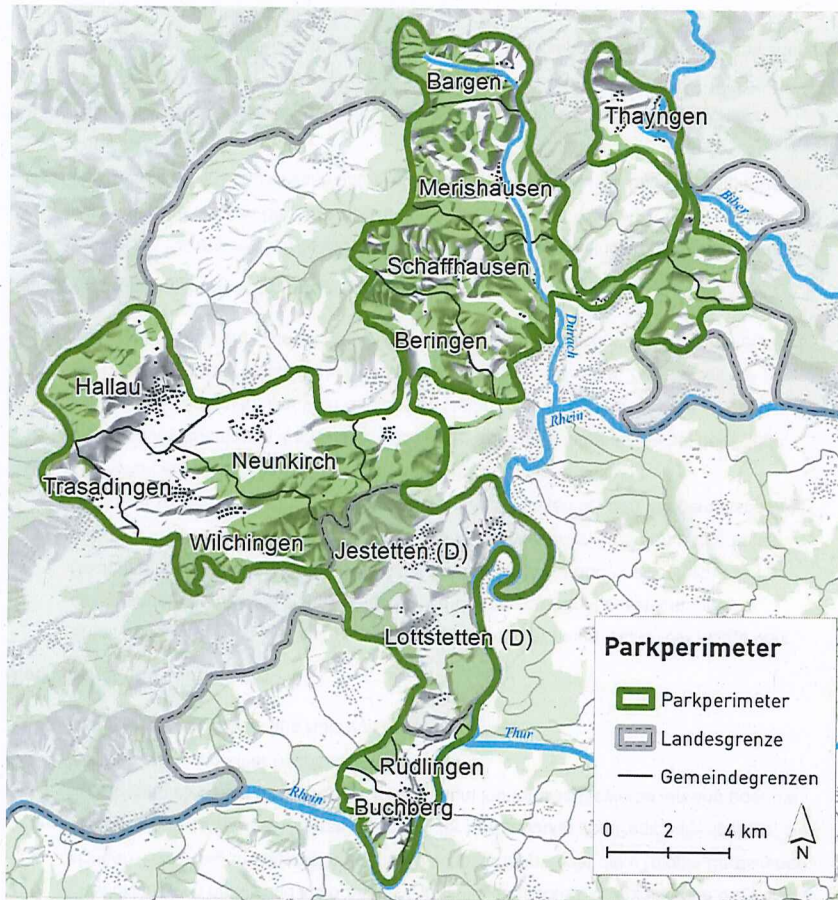 Bargen
Thayngen
Merishausen
Biber
Schaffhausen
Durach
Beringen
Hallau
Rhein
Neunkirch
Trasadingen
Wilchingen
Jestetten (D)
Lottstetten (D)
Thur
Rüdlingen
Rhein
Buchberg
Parkperimeter
Parkperimeter
Landesgrenze
Gemeindegrenzen
0 2 4 km
N